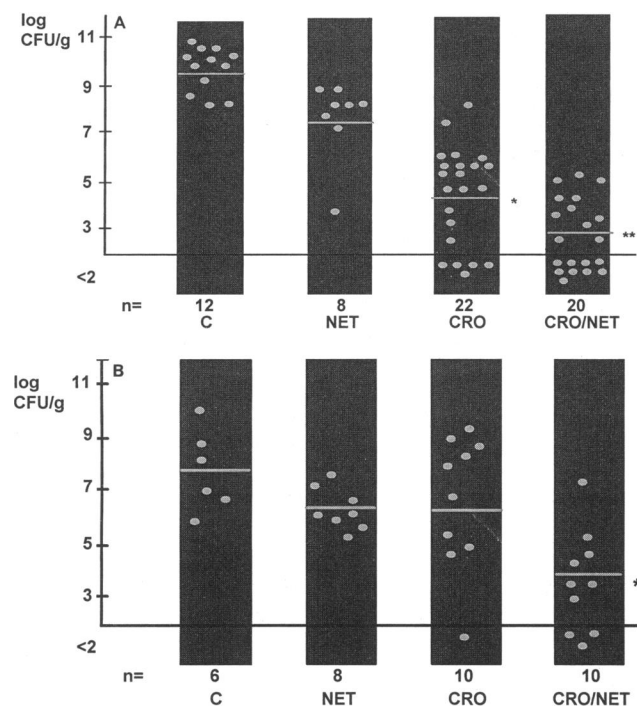 log
CFU/g
A
11
9
7
5
3
<2
*
**
n= 12 8 22 20
C NET CRO CRO/NET
log
CFU/g
B
11
9
7
5
3
<2
*
n= 6 8 10 10
C NET CRO CRO/NET